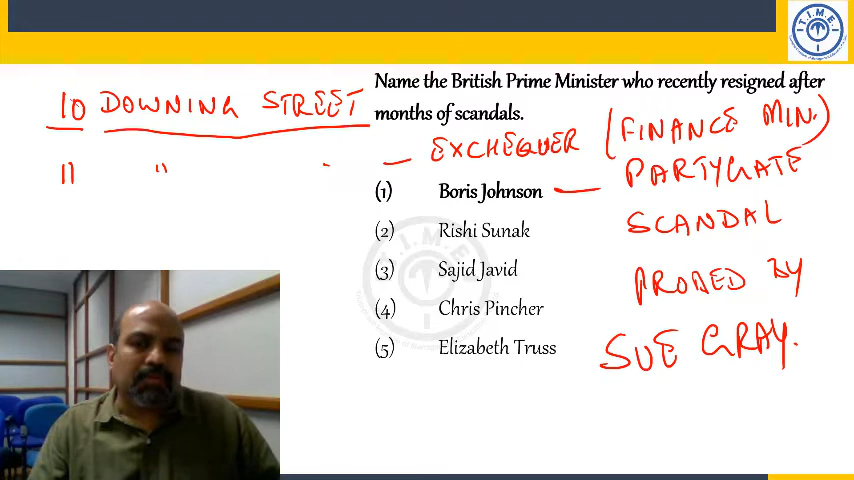 T.I.M.E.
Name the British Prime Minister who recently resigned after
months of scandals.
10 DOWNING STREET
11 " " — EXCHEQUER (FINANCE MIN.)
(1) Boris Johnson — PARTYGATE
SCANDAL
PROBED BY
SUE GRAY.
(2) Rishi Sunak
(3) Sajid Javid
(4) Chris Pincher
(5) Elizabeth Truss